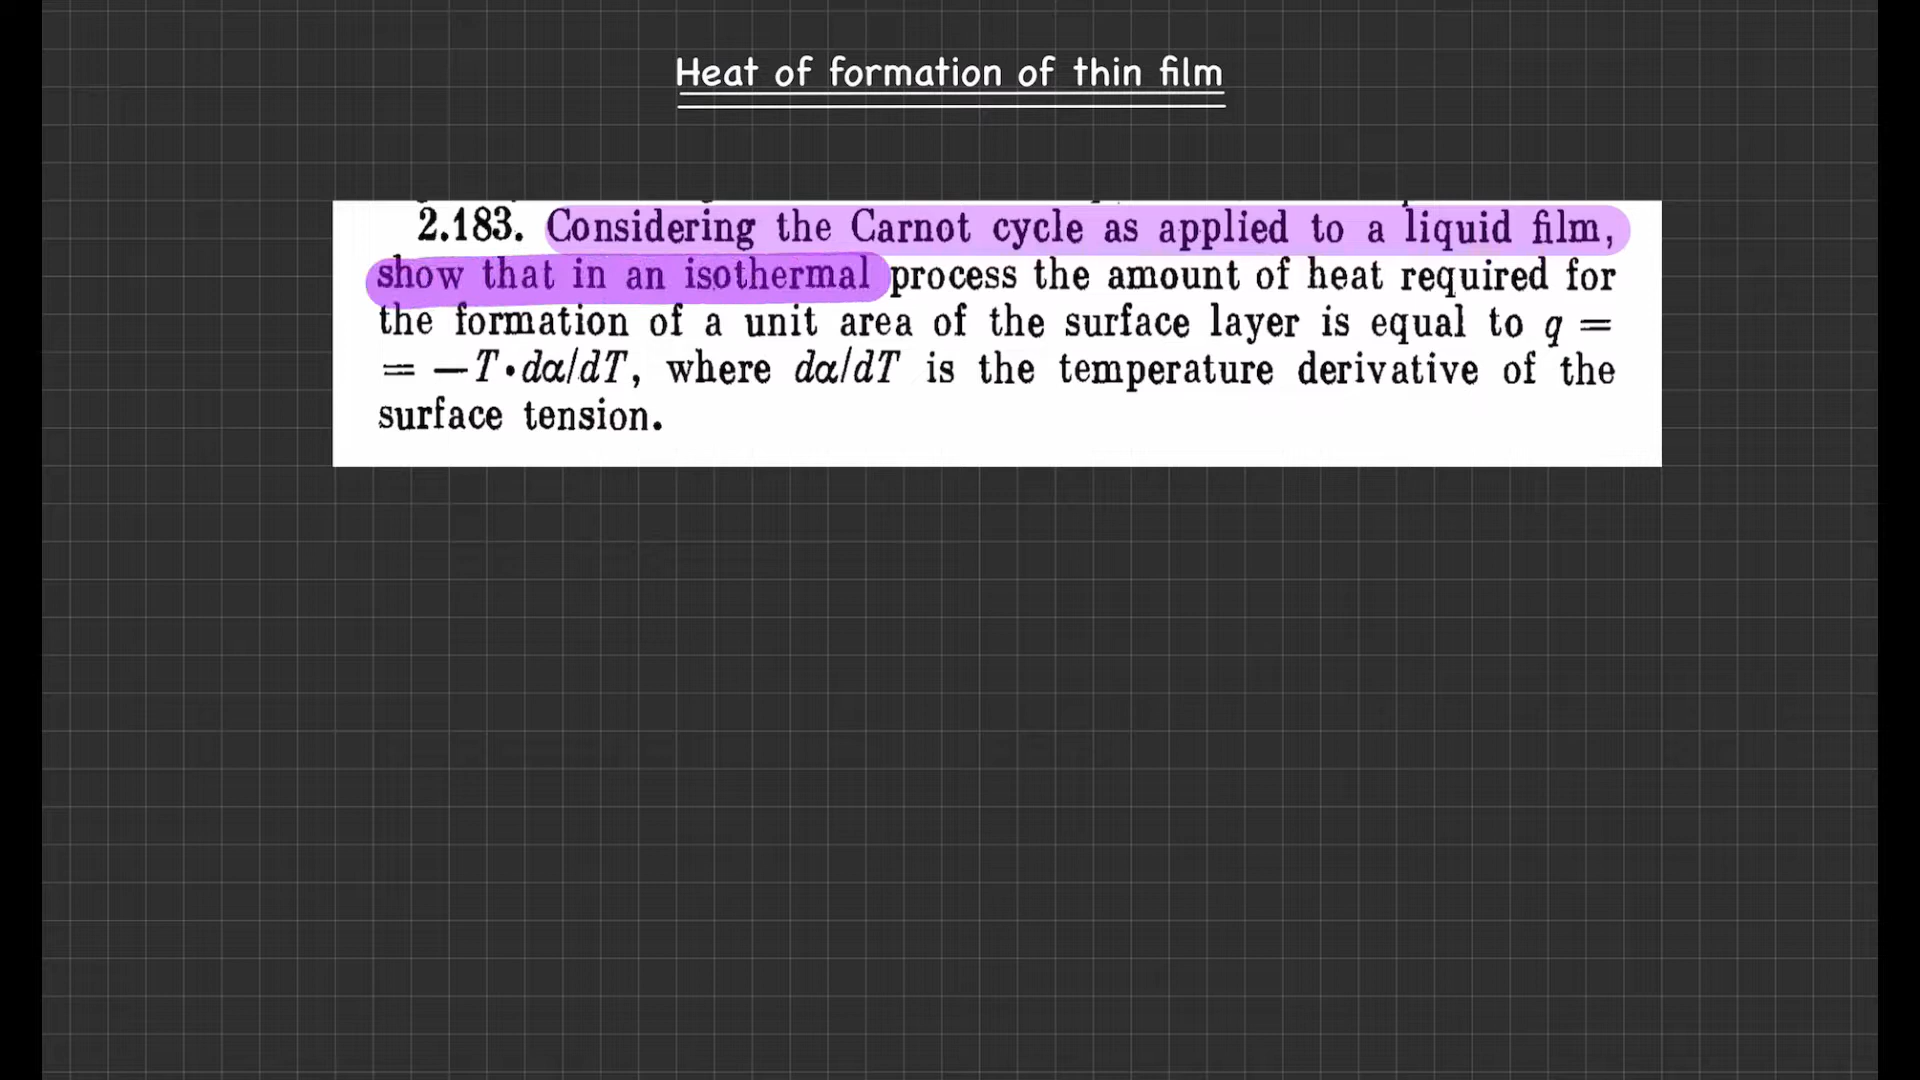 Heat of formation of thin film
2.183. Considering the Carnot cycle as applied to a liquid film,
show that in an isothermal process the amount of heat required for
the formation of a unit area of the surface layer is equal to q =
= —T·dα/dT, where dα/dT is the temperature derivative of the
surface tension.